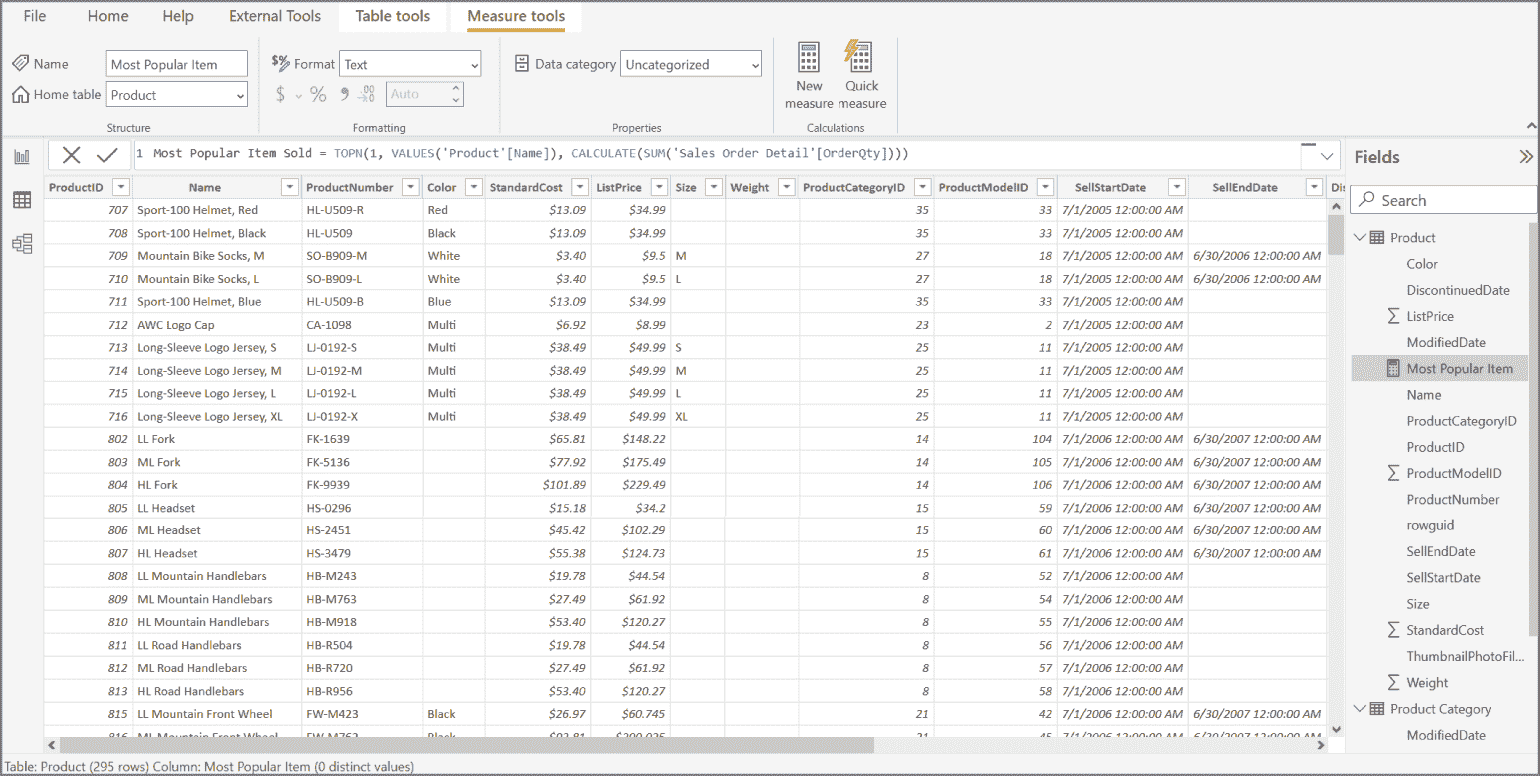 File Home Help External Tools Table tools Measure tools
Name Most Popular Item $% Format Text Data category Uncategorized New measure Quick measure
Home table Product $ % 9 .00 Auto
Structure Formatting Properties Calculations
1 Most Popular Item Sold = TOPN(1, VALUES('Product'[Name]), CALCULATE(SUM('Sales Order Detail'[OrderQty])))
ProductID Name ProductNumber Color StandardCost ListPrice Size Weight ProductCategoryID ProductModelID SellStartDate SellEndDate Dis
707 Sport-100 Helmet, Red HL-U509-R Red $13.09 $34.99 35 33 7/1/2005 12:00:00 AM
708 Sport-100 Helmet, Black HL-U509 Black $13.09 $34.99 35 33 7/1/2005 12:00:00 AM
709 Mountain Bike Socks, M SO-B909-M White $3.40 $9.5 M 27 18 7/1/2005 12:00:00 AM 6/30/2006 12:00:00 AM
710 Mountain Bike Socks, L SO-B909-L White $3.40 $9.5 L 27 18 7/1/2005 12:00:00 AM 6/30/2006 12:00:00 AM
711 Sport-100 Helmet, Blue HL-U509-B Blue $13.09 $34.99 35 33 7/1/2005 12:00:00 AM
712 AWC Logo Cap CA-1098 Multi $6.92 $8.99 23 2 7/1/2005 12:00:00 AM
713 Long-Sleeve Logo Jersey, S LJ-0192-S Multi $38.49 $49.99 S 25 11 7/1/2005 12:00:00 AM
714 Long-Sleeve Logo Jersey, M LJ-0192-M Multi $38.49 $49.99 M 25 11 7/1/2005 12:00:00 AM
715 Long-Sleeve Logo Jersey, L LJ-0192-L Multi $38.49 $49.99 L 25 11 7/1/2005 12:00:00 AM
716 Long-Sleeve Logo Jersey, XL LJ-0192-X Multi $38.49 $49.99 XL 25 11 7/1/2005 12:00:00 AM
802 LL Fork FK-1639 $65.81 $148.22 14 104 7/1/2006 12:00:00 AM 6/30/2007 12:00:00 AM
803 ML Fork FK-5136 $77.92 $175.49 14 105 7/1/2006 12:00:00 AM 6/30/2007 12:00:00 AM
804 HL Fork FK-9939 $101.89 $229.49 14 106 7/1/2006 12:00:00 AM 6/30/2007 12:00:00 AM
805 LL Headset HS-0296 $15.18 $34.2 15 59 7/1/2006 12:00:00 AM 6/30/2007 12:00:00 AM
806 ML Headset HS-2451 $45.42 $102.29 15 60 7/1/2006 12:00:00 AM 6/30/2007 12:00:00 AM
807 HL Headset HS-3479 $55.38 $124.73 15 61 7/1/2006 12:00:00 AM 6/30/2007 12:00:00 AM
808 LL Mountain Handlebars HB-M243 $19.78 $44.54 8 52 7/1/2006 12:00:00 AM
809 ML Mountain Handlebars HB-M763 $27.49 $61.92 8 54 7/1/2006 12:00:00 AM
810 HL Mountain Handlebars HB-M918 $53.40 $120.27 8 55 7/1/2006 12:00:00 AM
811 LL Road Handlebars HB-R504 $19.78 $44.54 8 56 7/1/2006 12:00:00 AM
812 ML Road Handlebars HB-R720 $27.49 $61.92 8 57 7/1/2006 12:00:00 AM
813 HL Road Handlebars HB-R956 $53.40 $120.27 8 58 7/1/2006 12:00:00 AM
815 LL Mountain Front Wheel FW-M423 Black $26.97 $60.745 21 42 7/1/2006 12:00:00 AM 6/30/2007 12:00:00 AM
Fields
Search
Product
Color
DiscontinuedDate
ListPrice
ModifiedDate
Most Popular Item
Name
ProductCategoryID
ProductID
ProductModelID
ProductNumber
rowguid
SellEndDate
SellStartDate
Size
StandardCost
ThumbnailPhotoFil...
Weight
Product Category
ModifiedDate
Table: Product (295 rows) Column: Most Popular Item (0 distinct values)